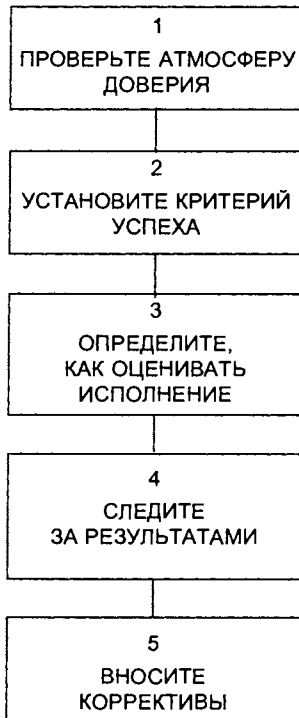 1
ПРОВЕРЬТЕ АТМОСФЕРУ
ДОВЕРИЯ
2
УСТАНОВИТЕ КРИТЕРИЙ
УСПЕХА
3
ОПРЕДЕЛИТЕ,
КАК ОЦЕНИВАТЬ
ИСПОЛНЕНИЕ
4
СЛЕДИТЕ
ЗА РЕЗУЛЬТАТАМИ
5
ВНОСИТЕ
КОРРЕКТИВЫ